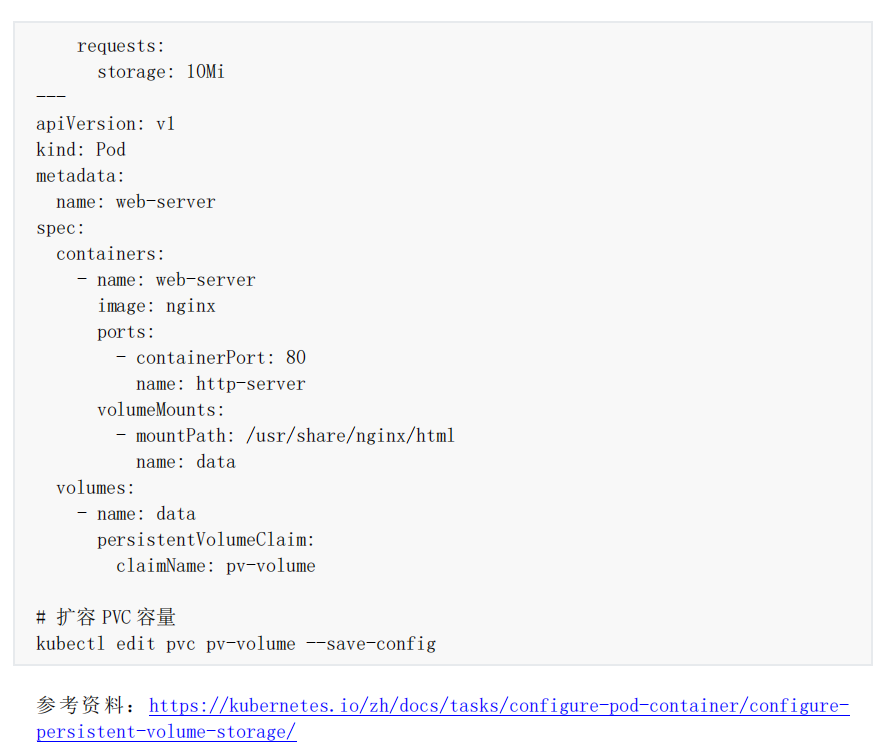 requests:
storage: 10Mi
---
apiVersion: v1
kind: Pod
metadata:
name: web-server
spec:
containers:
- name: web-server
image: nginx
ports:
- containerPort: 80
name: http-server
volumeMounts:
- mountPath: /usr/share/nginx/html
name: data
volumes:
- name: data
persistentVolumeClaim:
claimName: pv-volume
# 扩容 PVC 容量
kubectl edit pvc pv-volume --save-config
参考资料：https://kubernetes.io/zh/docs/tasks/configure-pod-container/configure-
persistent-volume-storage/